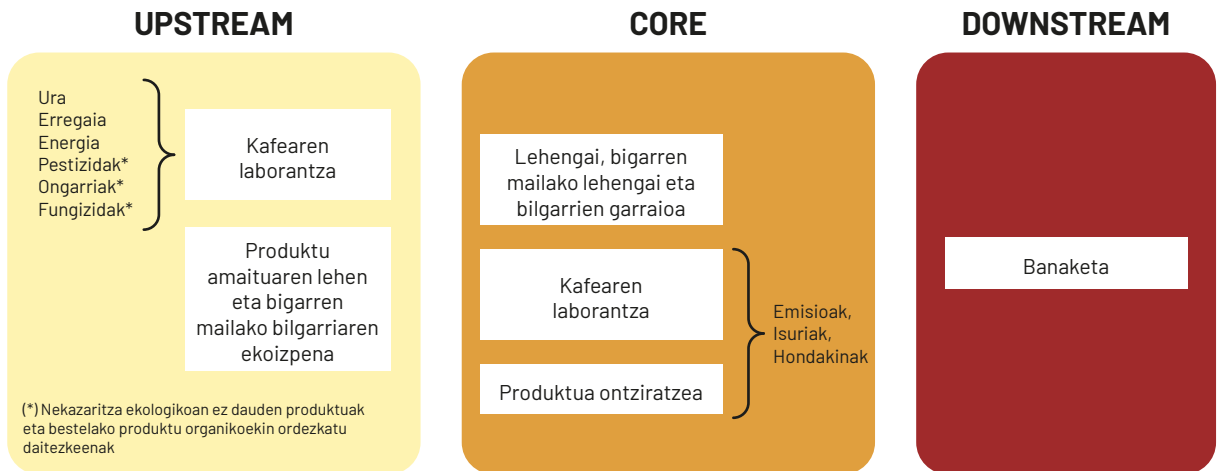 UPSTREAM
Ura
Erregaia
Energia
Pestizidak*
Ongarriak*
Fungizidak*
Kafearen
laborantza
Produktu
amaituaren lehen
eta bigarren
mailako bilgarriaren
ekoizpena
(*) Nekazaritza ekologikoan ez dauden produktuak
eta bestelako produktu organikoekin ordezkatu
daitezkeenak
CORE
Lehengai, bigarren
mailako lehengai eta
bilgarrien garraioa
Kafearen
laborantza
Produktua ontziratzea
Emisioak,
Isuriak,
Hondakinak
DOWNSTREAM
Banaketa